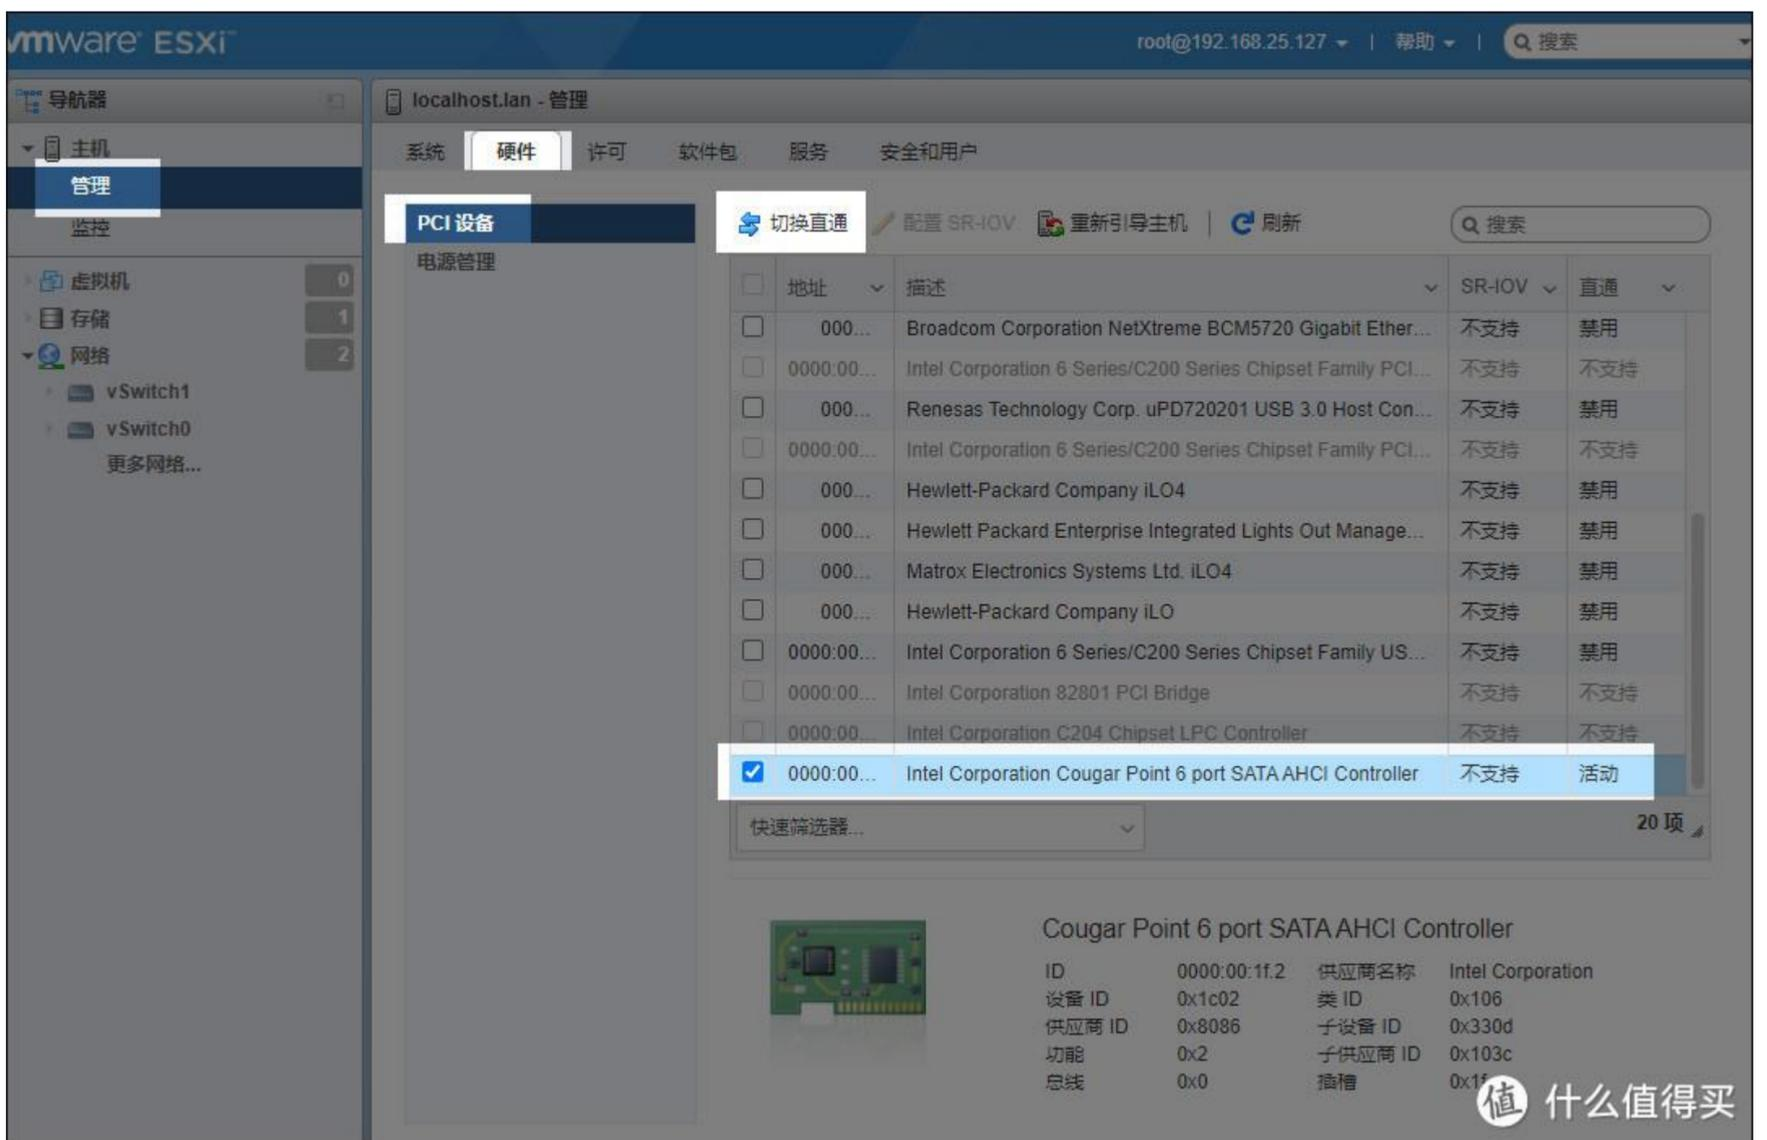 vmware ESXi
root@192.168.25.127 | 帮助 | 搜索
导航器
主机
管理
监控
虚拟机 0
存储 1
网络 2
vSwitch1
vSwitch0
更多网络...
localhost.lan - 管理
系统 硬件 许可 软件包 服务 安全和用户
PCI 设备
电源管理
切换直通 配置 SR-IOV 重新引导主机 | 刷新 搜索
地址 描述 SR-IOV 直通
000... Broadcom Corporation NetXtreme BCM5720 Gigabit Ether... 不支持 禁用
0000:00... Intel Corporation 6 Series/C200 Series Chipset Family PCI... 不支持 不支持
000... Renesas Technology Corp. uPD720201 USB 3.0 Host Con... 不支持 禁用
0000:00... Intel Corporation 6 Series/C200 Series Chipset Family PCI... 不支持 不支持
000... Hewlett-Packard Company iLO4 不支持 禁用
000... Hewlett Packard Enterprise Integrated Lights Out Manage... 不支持 禁用
000... Matrox Electronics Systems Ltd. iLO4 不支持 禁用
000... Hewlett-Packard Company iLO 不支持 禁用
0000:00... Intel Corporation 6 Series/C200 Series Chipset Family US... 不支持 禁用
0000:00... Intel Corporation 82801 PCI Bridge 不支持 不支持
0000:00... Intel Corporation C204 Chipset LPC Controller 不支持 不支持
0000:00... Intel Corporation Cougar Point 6 port SATA AHCI Controller 不支持 活动
快速筛选器... 20 项
Cougar Point 6 port SATA AHCI Controller
ID 0000:00:1f.2 供应商名称 Intel Corporation
设备 ID 0x1c02 类 ID 0x106
供应商 ID 0x8086 子设备 ID 0x330d
功能 0x2 子供应商 ID 0x103c
总线 0x0 插槽 0x1f
值 什么值得买